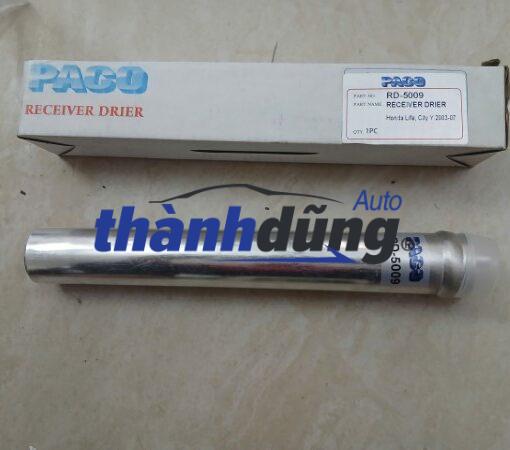 PACO
RECEIVER DRIER
PACO
PART NO: RD-5009
PART NAME: RECEIVER DRIER
Honda Life, City Y 2003-07
QTY: 1PC
Auto
thànhdũng
PACO
RD-5009